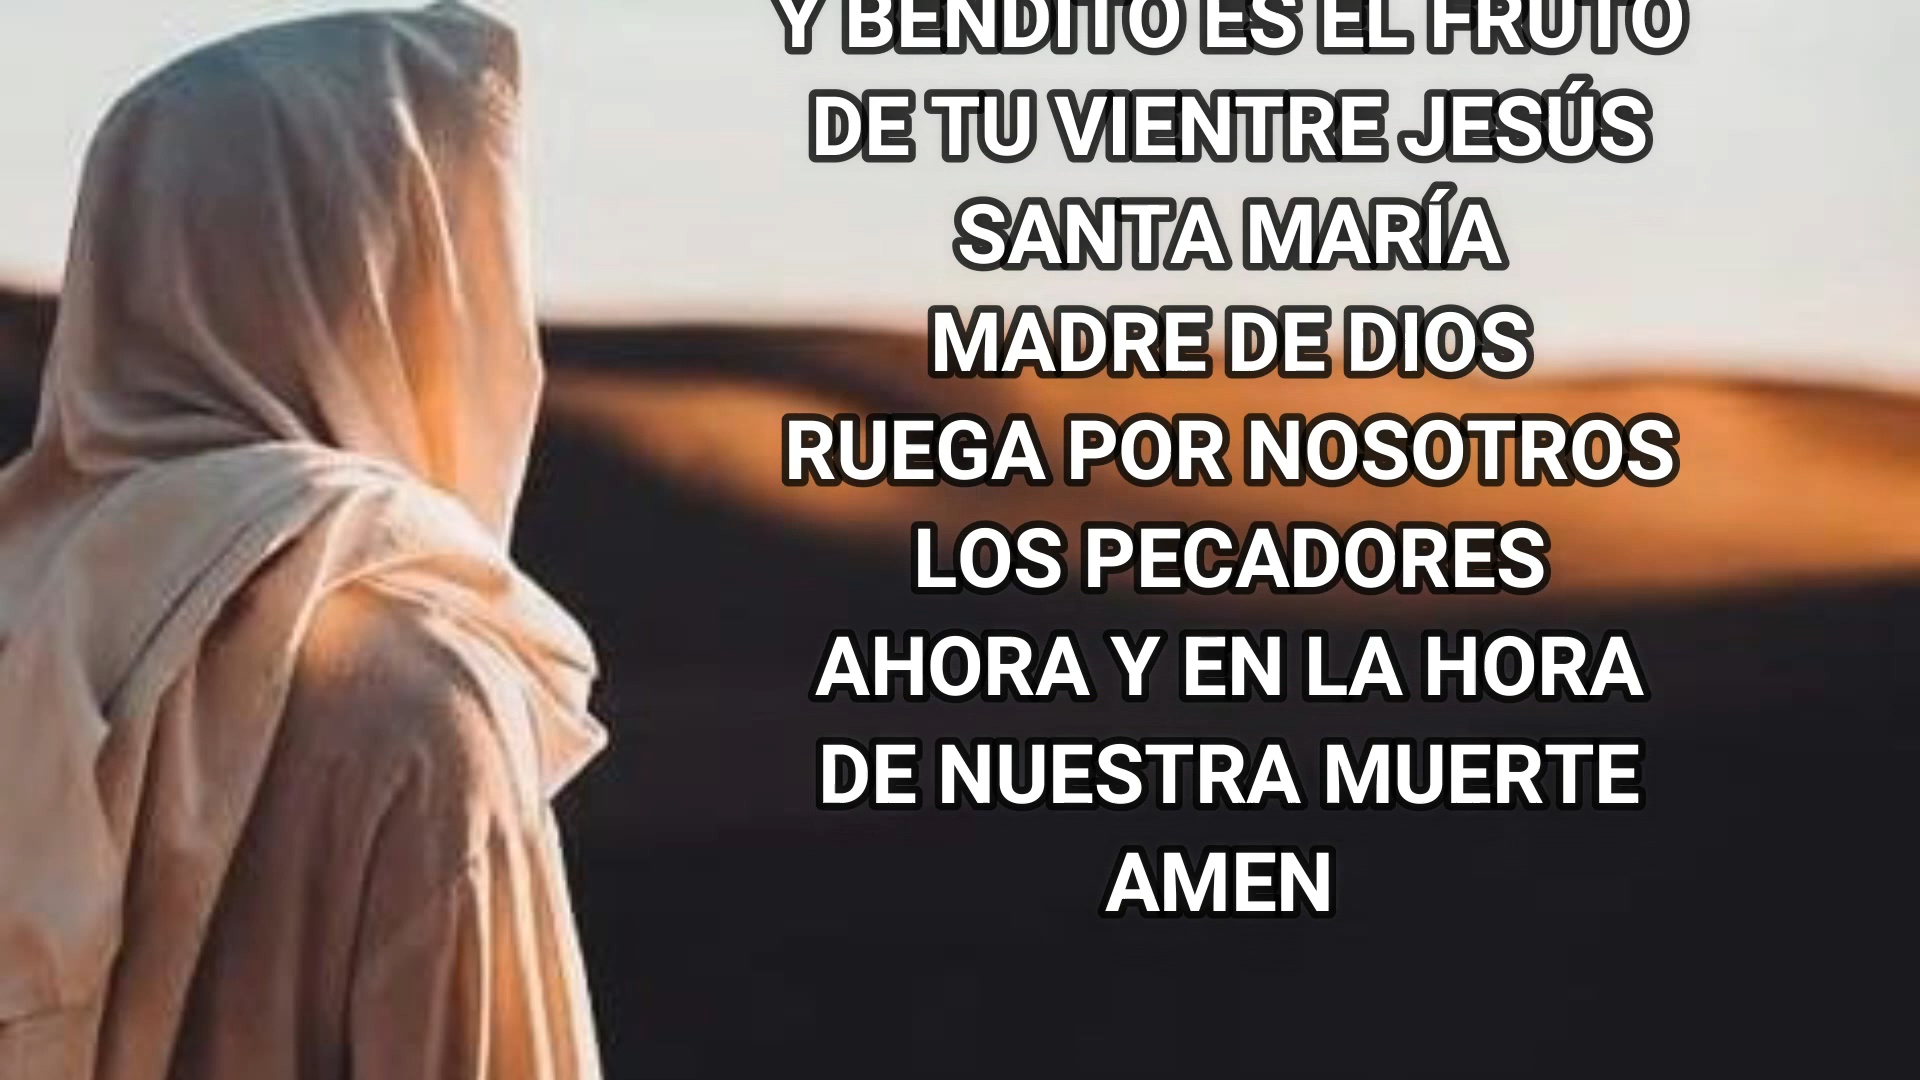 Y BENDITO ES EL FRUTO
DE TU VIENTRE JESÚS
SANTA MARÍA
MADRE DE DIOS
RUEGA POR NOSOTROS
LOS PECADORES
AHORA Y EN LA HORA
DE NUESTRA MUERTE
AMEN